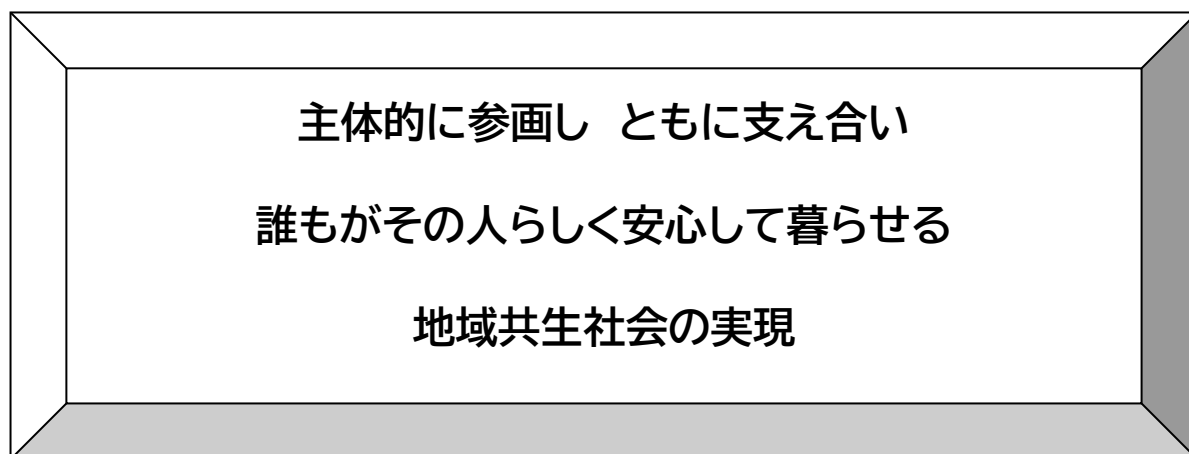 主体的に参画し　ともに支え合い
誰もがその人らしく安心して暮らせる
地域共生社会の実現